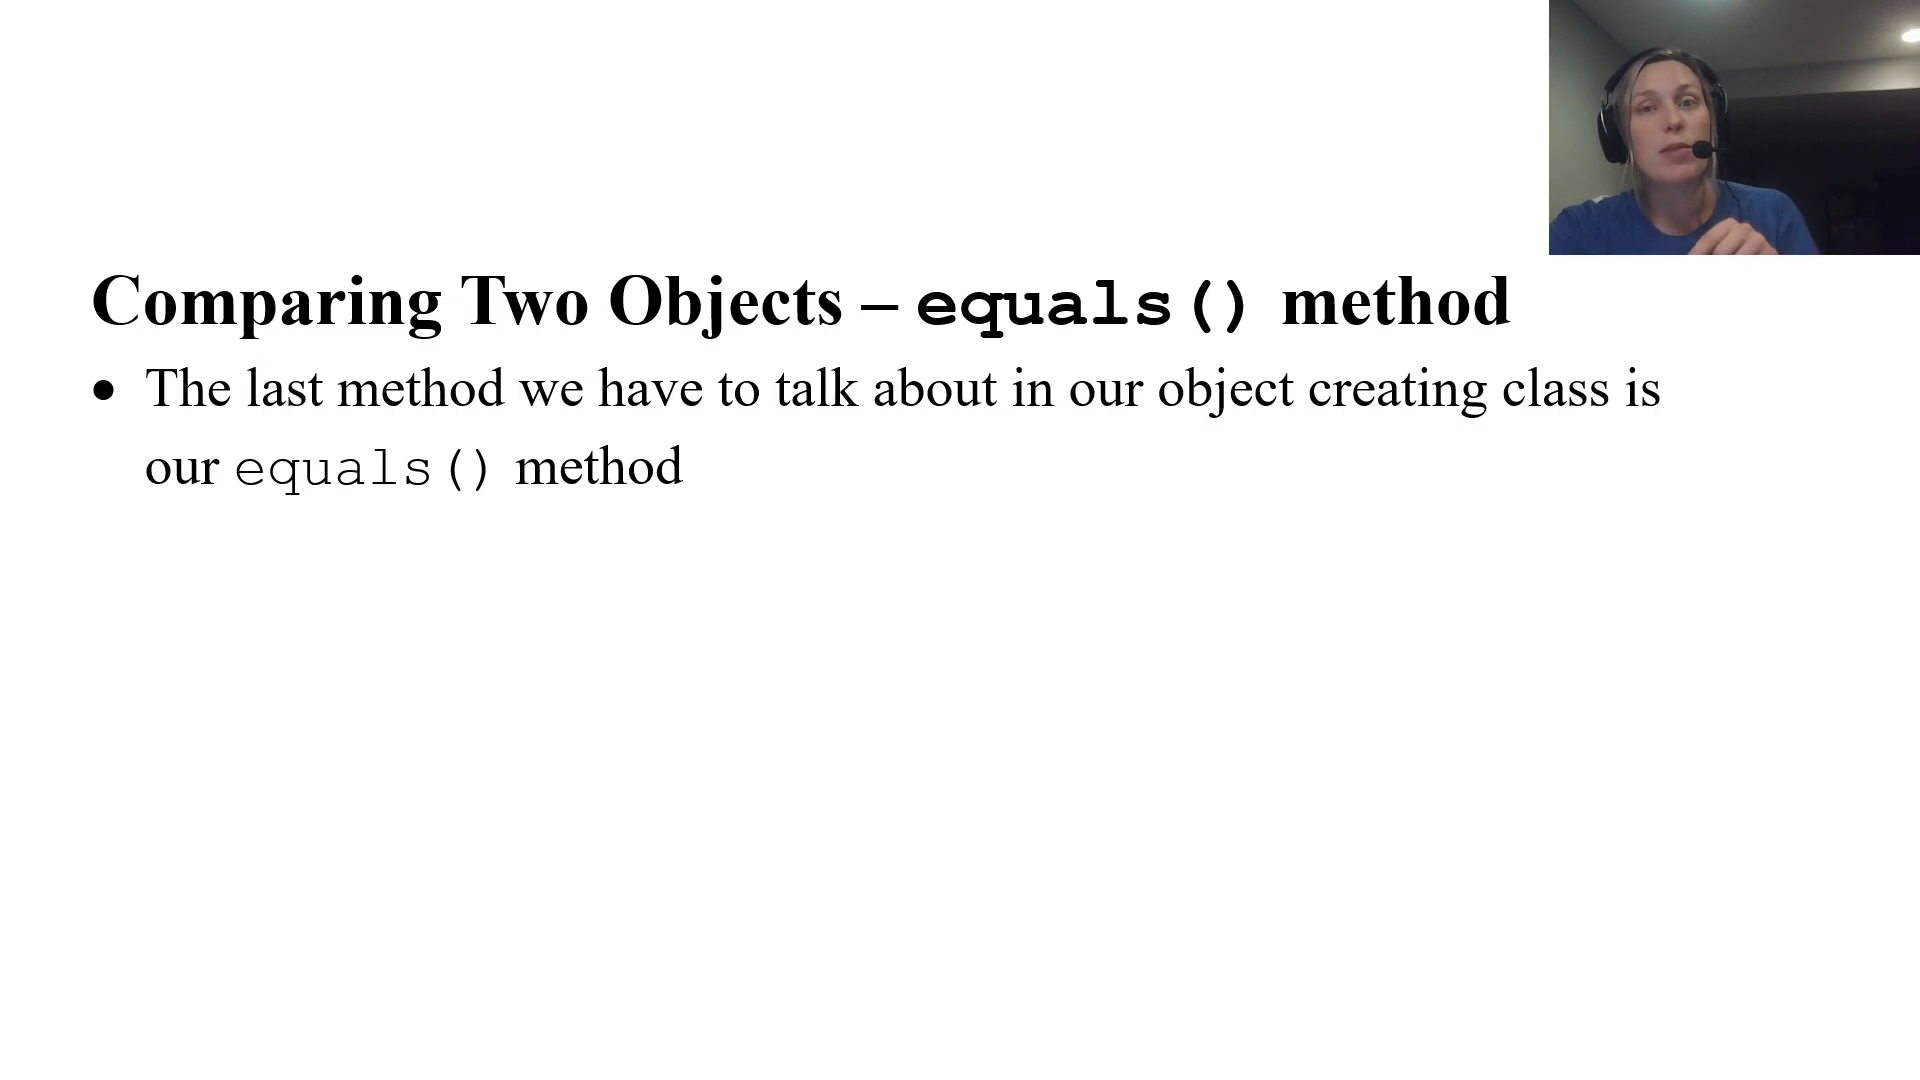 Comparing Two Objects – equals() method
• The last method we have to talk about in our object creating class is
our equals() method